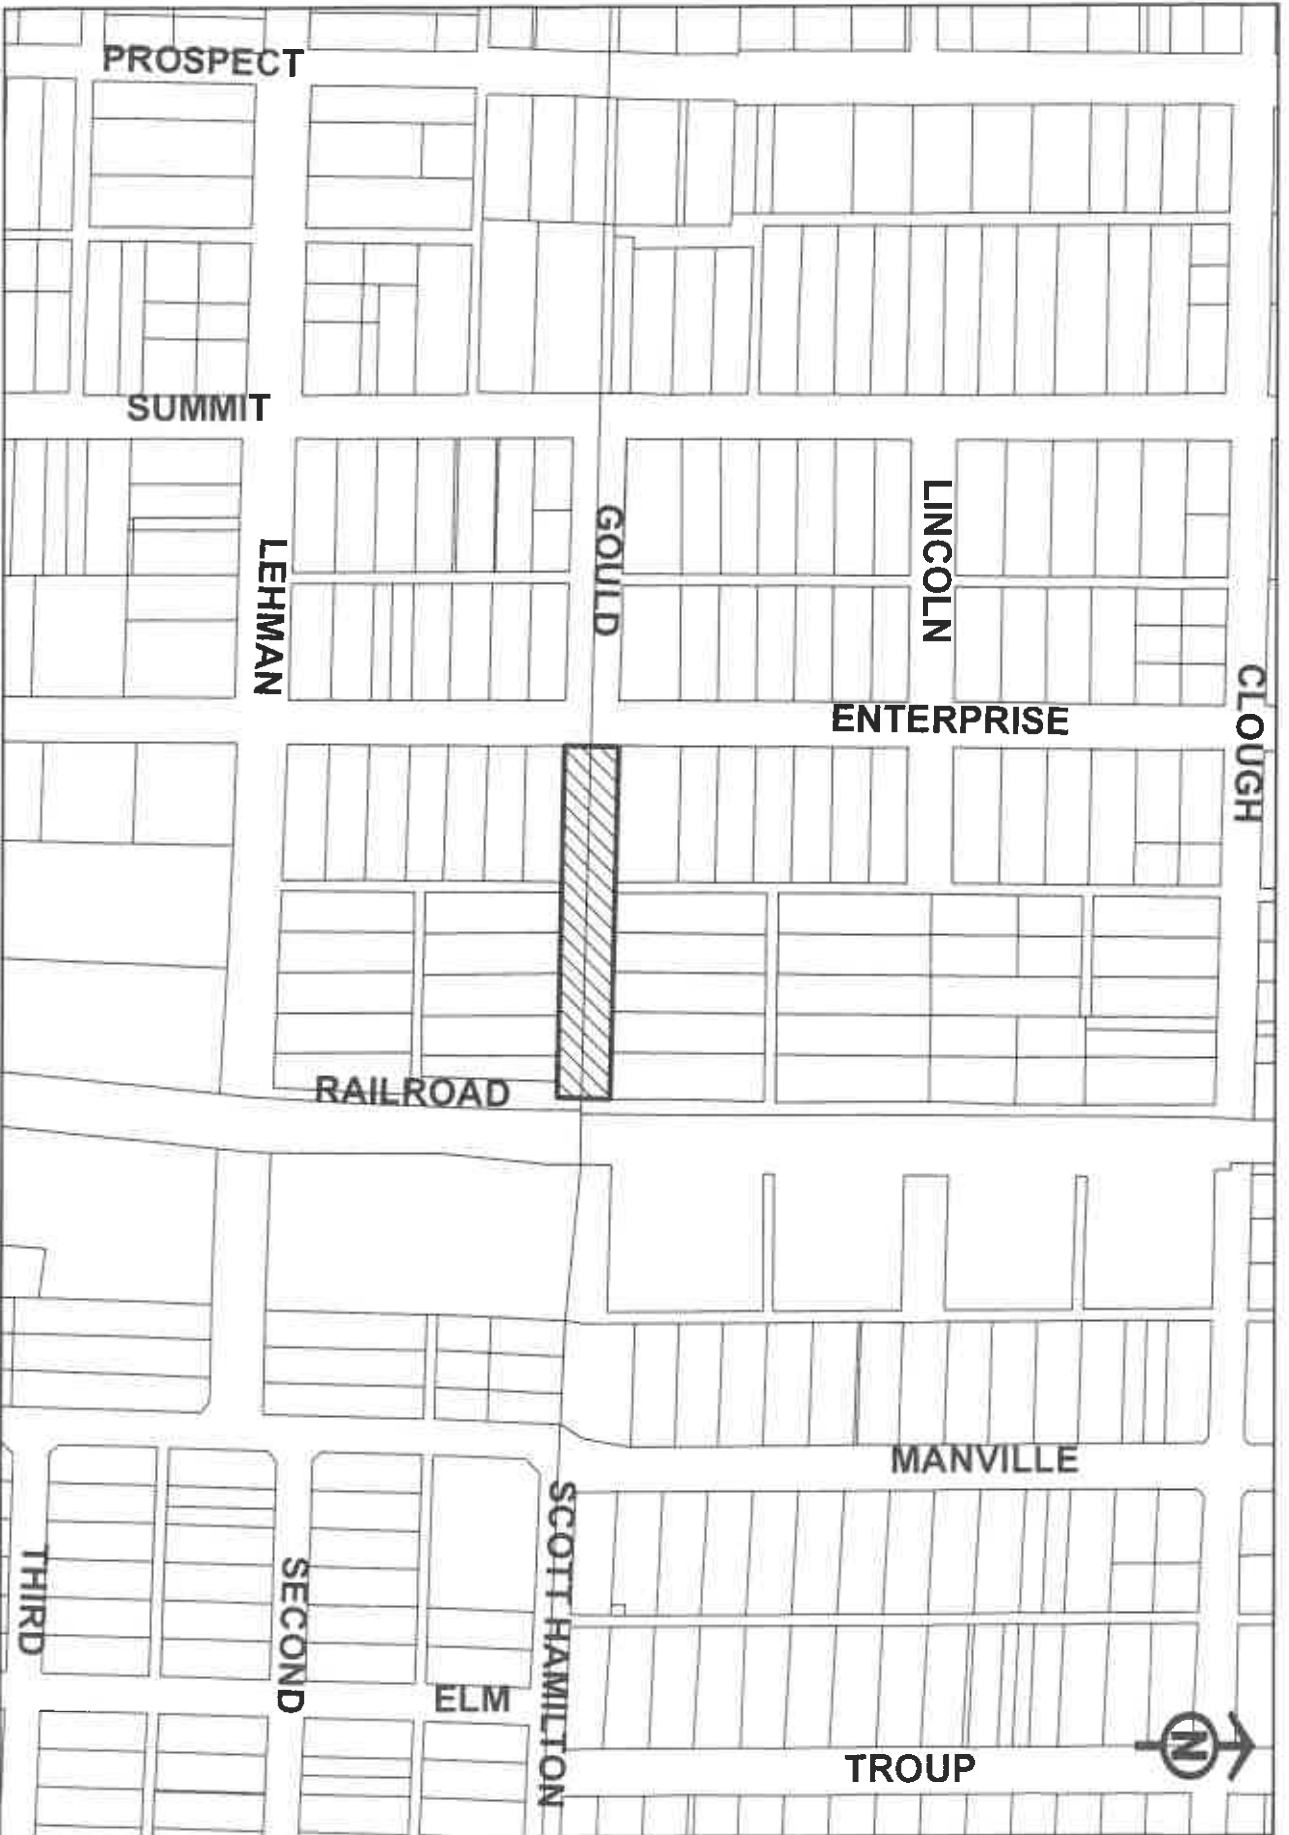 PROSPECT
SUMMIT
LINCOLN
GOULD
LEHMAN
CLOUGH
ENTERPRISE
RAILROAD
MANVILLE
SCOTT HAMILTON
THIRD
SECOND
ELM
N
TROUP